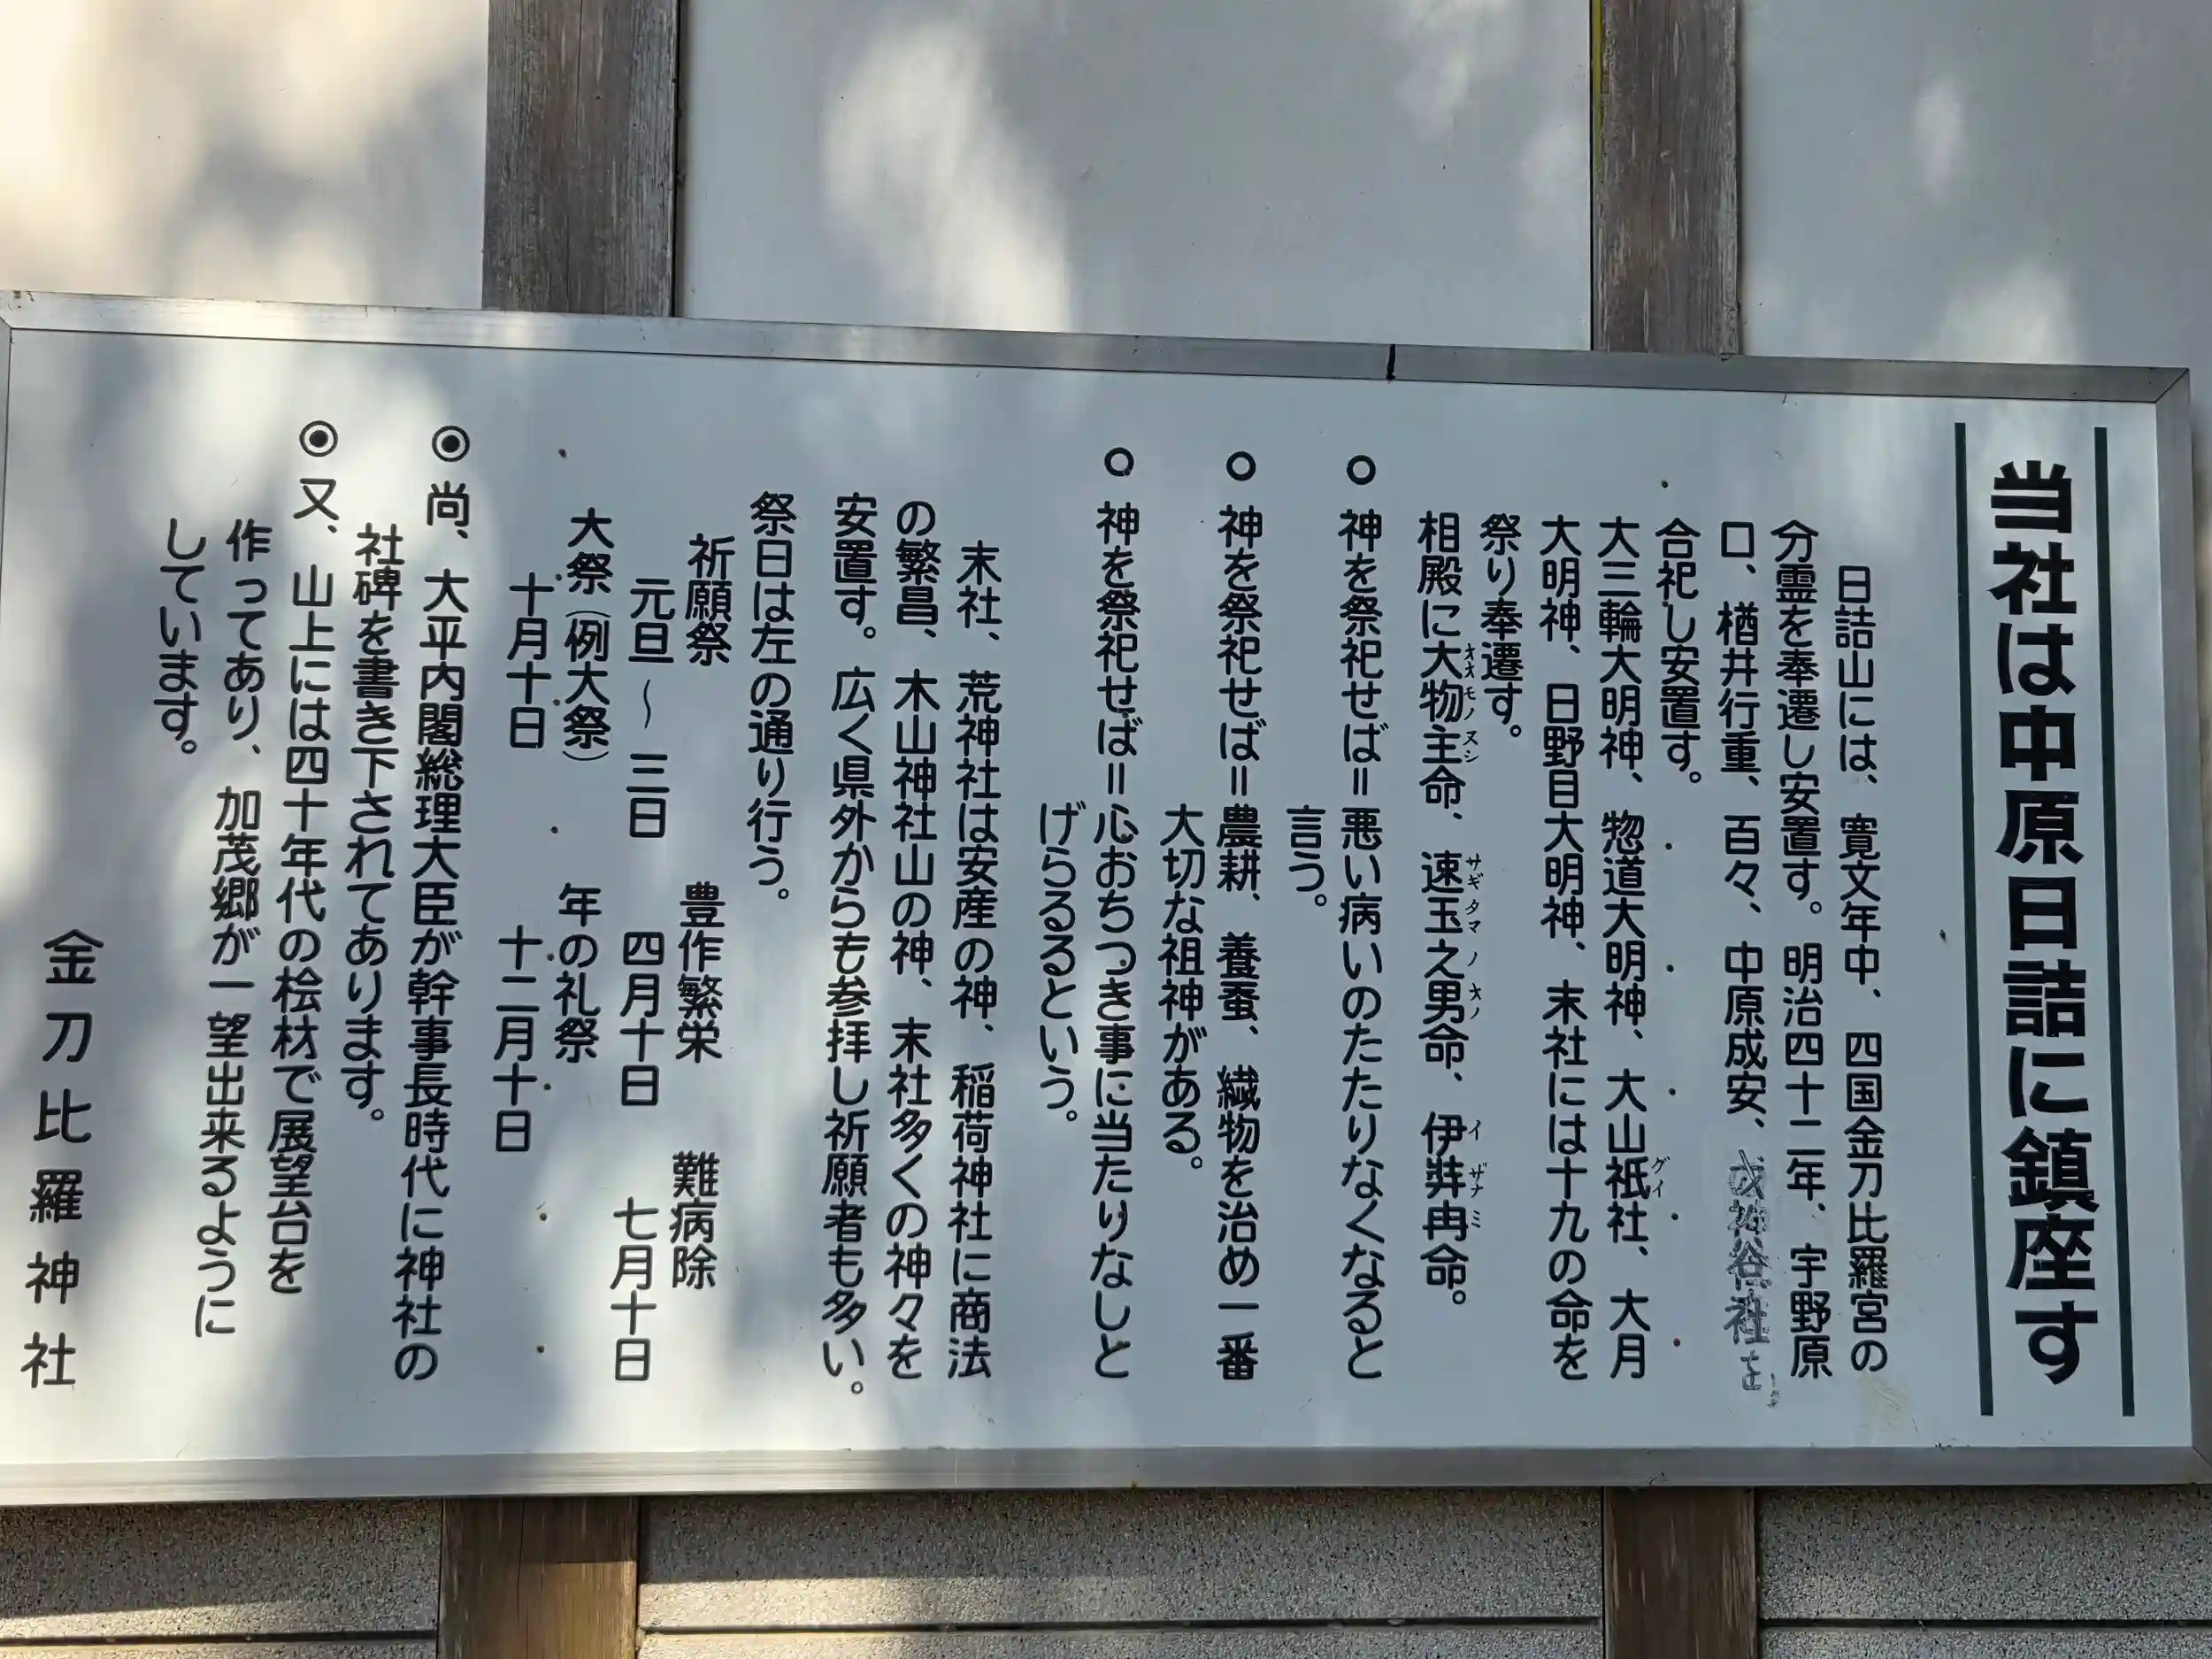 当社は中原日詰に鎮座す
日詰山には、寛文年中、四国金刀比羅宮の
分霊を奉遷し安置す。明治四十二年、宇野原
口、楢井行重、百々、中原成安、
合祀し安置す。
大三輪大明神、惣道大明神、大山祇社、大月
大明神、日野目大明神、末社には十九の命を
祭り奉遷す。
相殿に大物主命、速玉之男命、伊弉冉命。
○神を祭祀せば＝悪い病いのたたりなくなると
言う。
○神を祭祀せば＝農耕、養蚕、繊物を治め一番
大切な祖神がある。
○神を祭祀せば＝心おちつき事に当たりなしと
げらるるという。
末社、荒神社は安産の神、稲荷神社に商法
の繁昌、木山神社山の神、末社多くの神々を
安置す。広く県外からも参拝し祈願者も多い。
祭日は左の通り行う。
祈願祭 豊作繁栄 難病除
元旦～三日 四月十日 七月十日
大祭（例大祭） 年の礼祭
十月十日 十二月十日
◎尚、大平内閣総理大臣が幹事長時代に神社の
社碑を書き下されてあります。
◎又、山上には四十年代の桧材で展望台を
作ってあり、加茂郷が一望出来るように
しています。
金刀比羅神社